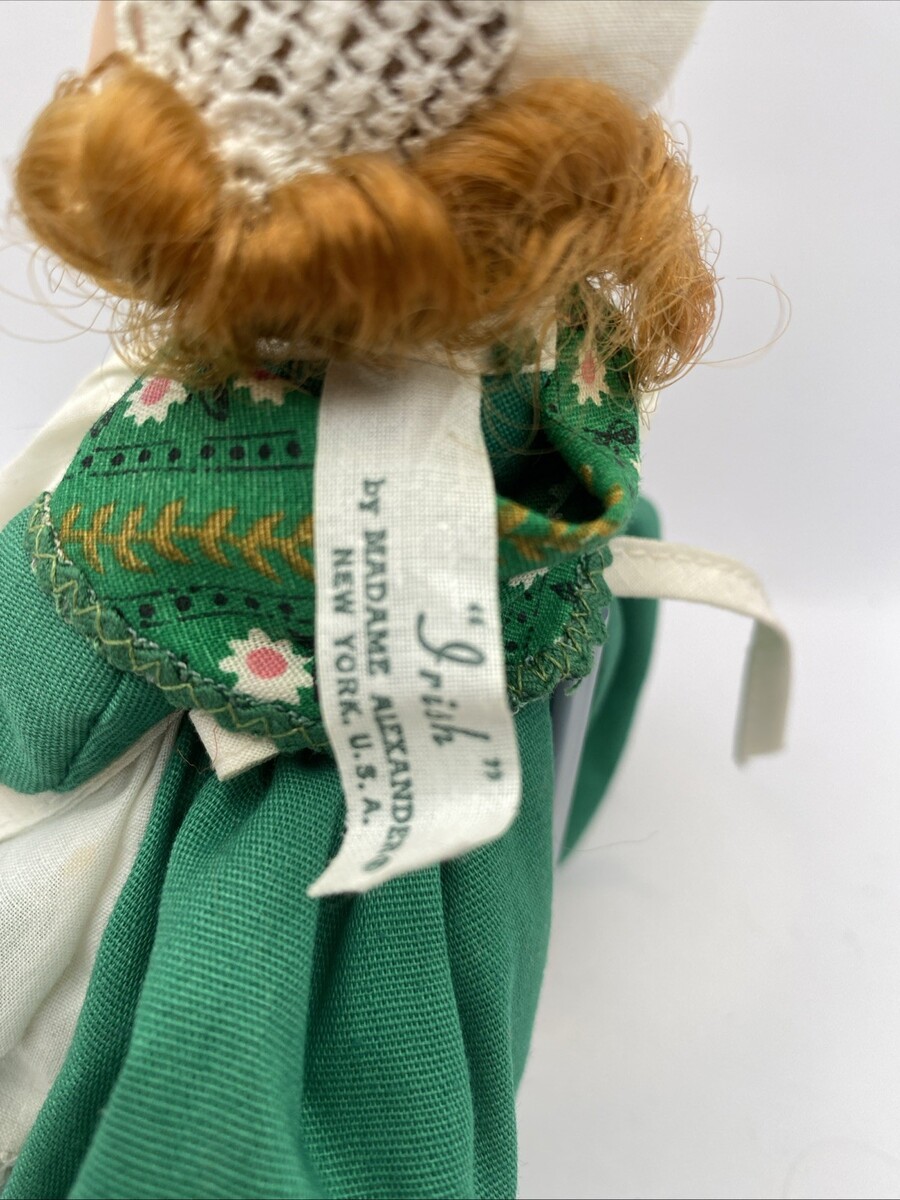 "Irish"
by MADAME ALEXANDER®
NEW YORK, U.S.A.